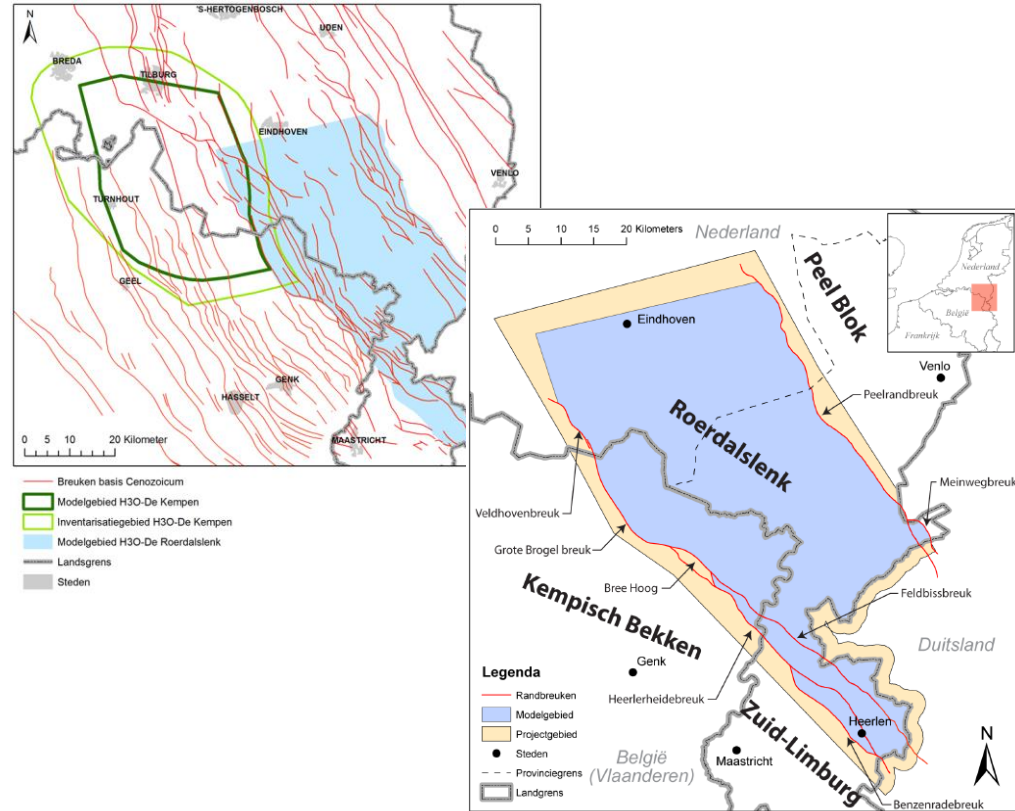 N
'S-HERTOGENBOSCH
UDEN
BREDA
TILBURG
EINDHOVEN
VENLO
TURNHOUT
GEEL
GENK
HASSELT
MAASTRICHT
0 5 10 20 Kilometer
Breuken basis Cenozoicum
Modelgebied H3O-De Kempen
Inventarisatiegebied H3O-De Kempen
Modelgebied H3O-De Roerdalslenk
Landsgrens
Steden
0 5 10 20 Kilometers
Nederland
Peel Blok
Nederland
België
Frankrijk
Eindhoven
Venlo
Peelrandbreuk
Roerdalslenk
Meinwegbreuk
Veldhovenbreuk
Grote Brogel breuk
Bree Hoog
Feldbissbreuk
Kempisch Bekken
Duitsland
Genk
Heerlerheidebreuk
Zuid-Limburg
Heerlen
België
(Vlaanderen)
Maastricht
Benzenradebreuk
N
Legenda
Randbreuken
Modelgebied
Projectgebied
Steden
Provinciegrens
Landgrens